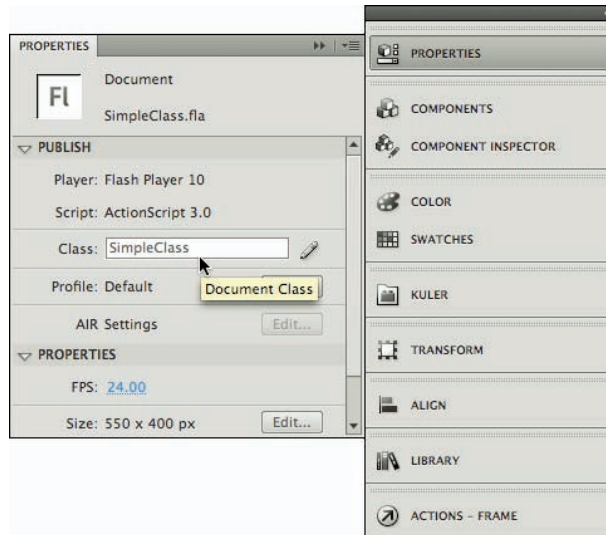 PROPERTIES
Fl
Document
SimpleClass.fla
PUBLISH
Player: Flash Player 10
Script: ActionScript 3.0
Class: SimpleClass
Profile: Default
Document Class
AIR Settings
Edit...
PROPERTIES
FPS: 24.00
Size: 550 x 400 px
Edit...
PROPERTIES
COMPONENTS
COMPONENT INSPECTOR
COLOR
SWATCHES
KULER
TRANSFORM
ALIGN
LIBRARY
ACTIONS - FRAME